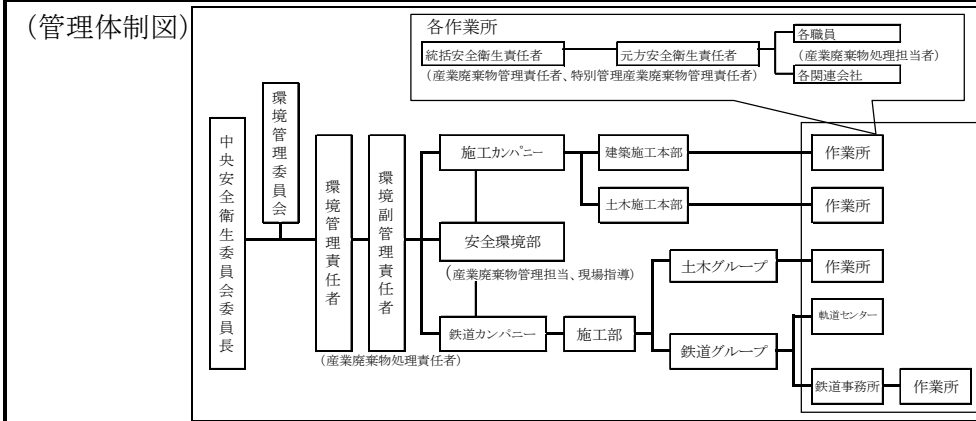 (管理体制図)
各作業所
統括安全衛生責任者
元方安全衛生責任者
各職員
(産業廃棄物処理担当者)
各関連会社
(産業廃棄物管理責任者、特別管理産業廃棄物管理責任者)
中央安全衛生委員会委員長
環境管理委員会
環境管理責任者
環境副管理責任者
(産業廃棄物処理責任者)
施工カンパニー
建築施工本部
作業所
土木施工本部
作業所
安全環境部
(産業廃棄物管理担当、現場指導)
土木グループ
作業所
鉄道カンパニー
施工部
鉄道グループ
軌道センター
鉄道事務所
作業所